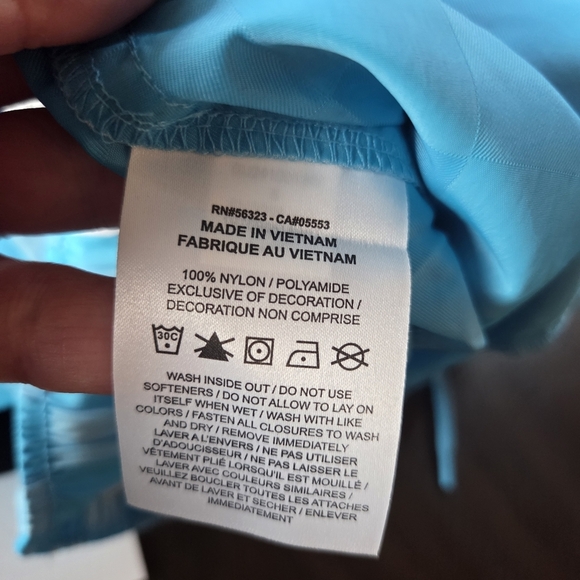 RN#56323 - CA#05553
MADE IN VIETNAM
FABRIQUE AU VIETNAM
100% NYLON / POLYAMIDE
EXCLUSIVE OF DECORATION /
DECORATION NON COMPRISE
30C
WASH INSIDE OUT / DO NOT USE
SOFTENERS / DO NOT ALLOW TO LAY ON
ITSELF WHEN WET / WASH WITH LIKE
COLORS / FASTEN ALL CLOSURES TO WASH
AND DRY / REMOVE IMMEDIATELY
LAVER A L'ENVERS / NE PAS UTILISER
D'ADOUCISSEUR / NE PAS LAISSER LE
VÊTEMENT PLIÉ LORSQU'IL EST MOUILLÉ /
LAVER AVEC COULEURS SIMILAIRES /
VEUILLEZ BOUCLER TOUTES LES ATTACHES
AVANT DE LAVER ET SECHER / ENLEVER
IMMEDIATEMENT